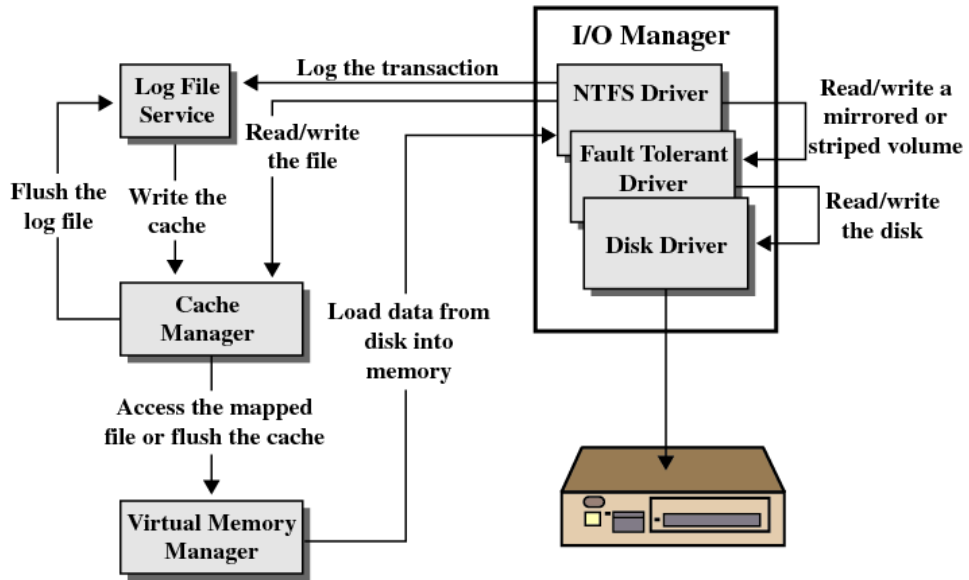 I/O Manager
Log File
Service
Log the transaction
NTFS Driver
Read/write a
mirrored or
striped volume
Read/write
the file
Fault Tolerant
Driver
Flush the
log file
Write the
cache
Read/write
the disk
Disk Driver
Cache
Manager
Load data from
disk into
memory
Access the mapped
file or flush the cache
Virtual Memory
Manager